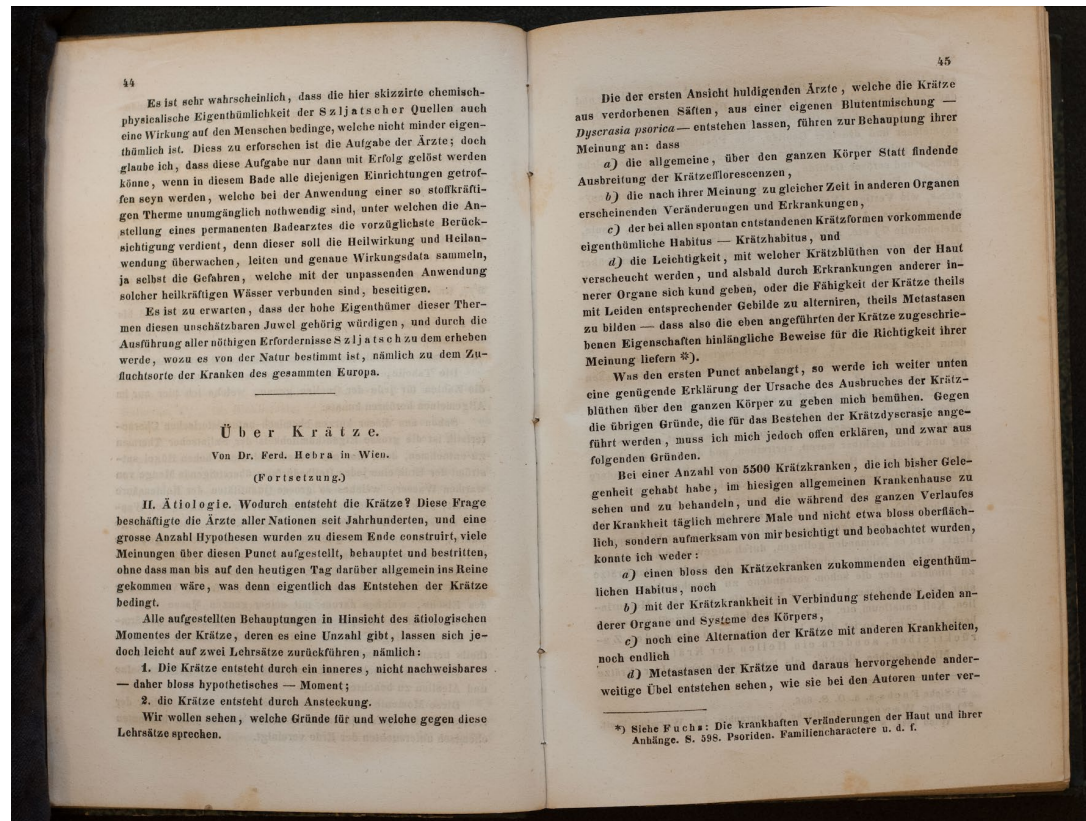 44
Es ist sehr wahrscheinlich, dass die hier skizzirte chemisch-
physicalische Eigenthümlichkeit der Szljatscher Quellen auch
eine Wirkung auf den Menschen bedinge, welche nicht minder eigen-
thümlich ist. Diess zu erforschen ist die Aufgabe der Ärzte; doch
glaube ich, dass diese Aufgabe nur dann mit Erfolg gelöst werden
könne, wenn in diesem Bade alle diejenigen Einrichtungen getrof-
fen seyn werden, welche bei der Anwendung einer so stoffkräfti-
gen Therme unumgänglich nothwendig sind, unter welchen die An-
stellung eines permanenten Badearztes die vorzüglichste Berück-
sichtigung verdient, denn dieser soll die Heilwirkung und Heilan-
wendung überwachen, leiten und genaue Wirkungsdata sammeln,
ja selbst die Gefahren, welche mit der unpassenden Anwendung
solcher heilkräftigen Wässer verbunden sind, beseitigen.
Es ist zu erwarten, dass der hohe Eigenthümer dieser Ther-
men diesen unschätzbaren Juwel gehörig würdigen, und durch die
Ausführung aller nöthigen Erfordernisse Szljatsch zu dem erheben
werde, wozu es von der Natur bestimmt ist, nämlich zu dem Zu-
fluchtsorte der Kranken des gesammten Europa.
Über Krätze.
Von Dr. Ferd. Hebra in Wien.
(Fortsetzung.)
II. Ätiologie. Wodurch entsteht die Krätze? Diese Frage
beschäftigte die Ärzte aller Nationen seit Jahrhunderten, und eine
grosse Anzahl Hypothesen wurden zu diesem Ende construirt, viele
Meinungen über diesen Punct aufgestellt, behauptet und bestritten,
ohne dass man bis auf den heutigen Tag darüber allgemein ins Reine
gekommen wäre, was denn eigentlich das Entstehen der Krätze
bedingt.
Alle aufgestellten Behauptungen in Hinsicht des ätiologischen
Momentes der Krätze, deren es eine Unzahl gibt, lassen sich je-
doch leicht auf zwei Lehrsätze zurückführen, nämlich:
1. Die Krätze entsteht durch ein inneres, nicht nachweisbares
— daher bloss hypothetisches — Moment;
2. die Krätze entsteht durch Ansteckung.
Wir wollen sehen, welche Gründe für und welche gegen diese
Lehrsätze sprechen.
45
Die der ersten Ansicht huldigenden Ärzte, welche die Krätze
aus verdorbenen Säften, aus einer eigenen Blutentmischung —
Dyscrasia psorica — entstehen lassen, führen zur Behauptung ihrer
Meinung an: dass
a) die allgemeine, über den ganzen Körper Statt findende
Ausbreitung der Krätzefflorescenzen,
b) die nach ihrer Meinung zu gleicher Zeit in anderen Organen
erscheinenden Veränderungen und Erkrankungen,
c) der bei allen spontan entstandenen Krätzformen vorkommende
eigenthümliche Habitus — Krätzhabitus, und
d) die Leichtigkeit, mit welcher Krätzblüthen von der Haut
verscheucht werden, und alsbald durch Erkrankungen anderer in-
nerer Organe sich kund geben, oder die Fähigkeit der Krätze theils
mit Leiden entsprechender Gebilde zu alterniren, theils Metastasen
zu bilden — dass also die eben angeführten der Krätze zugeschrie-
benen Eigenschaften hinlängliche Beweise für die Richtigkeit ihrer
Meinung liefern *).
Was den ersten Punct anbelangt, so werde ich weiter unten
eine genügende Erklärung der Ursache des Ausbruches der Krätz-
blüthen über den ganzen Körper zu geben mich bemühen. Gegen
die übrigen Gründe, die für das Bestehen der Krätzdyscrasie ange-
führt werden, muss ich mich jedoch offen erklären, und zwar aus
folgenden Gründen.
Bei einer Anzahl von 5500 Krätzkranken, die ich bisher Gele-
genheit gehabt habe, im hiesigen allgemeinen Krankenhause zu
sehen und zu behandeln, und die während des ganzen Verlaufes
der Krankheit täglich mehrere Male und nicht etwa bloss oberfläch-
lich, sondern aufmerksam von mir besichtigt und beobachtet wurden,
konnte ich weder:
a) einen bloss den Krätzekranken zukommenden eigenthüm-
lichen Habitus, noch
b) mit der Krätzkrankheit in Verbindung stehende Leiden an-
derer Organe und Systeme des Körpers,
c) noch eine Alternation der Krätze mit anderen Krankheiten,
noch endlich
d) Metastasen der Krätze und daraus hervorgehende ander-
weitige Übel entstehen sehen, wie sie bei den Autoren unter ver-
*) Siehe Fuchs: Die krankhaften Veränderungen der Haut und ihrer
Anhänge. S. 598. Psoriden. Familiencharactere u. d. f.